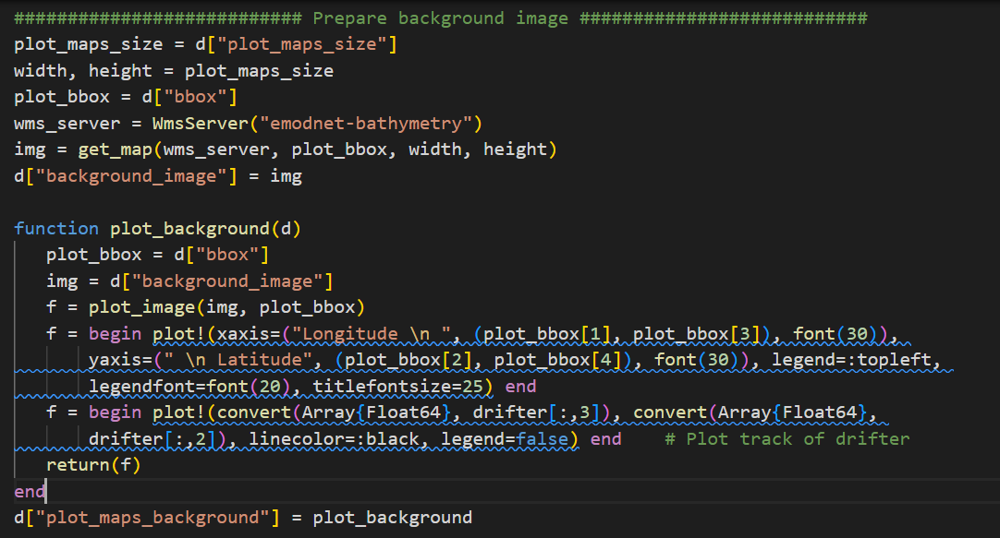 ########################### Prepare background image ###########################
plot_maps_size = d["plot_maps_size"]
width, height = plot_maps_size
plot_bbox = d["bbox"]
wms_server = WmsServer("emodnet-bathymetry")
img = get_map(wms_server, plot_bbox, width, height)
d["background_image"] = img

function plot_background(d)
   plot_bbox = d["bbox"]
   img = d["background_image"]
   f = plot_image(img, plot_bbox)
   f = begin plot!(xaxis=("Longitude \n ", (plot_bbox[1], plot_bbox[3]), font(30)),
       yaxis=(" \n Latitude", (plot_bbox[2], plot_bbox[4]), font(30)), legend=:topleft,
       legendfont=font(20), titlefontsize=25) end
   f = begin plot!(convert(Array{Float64}, drifter[:,3]), convert(Array{Float64},
       drifter[:,2]), linecolor=:black, legend=false) end    # Plot track of drifter
   return(f)
end
d["plot_maps_background"] = plot_background